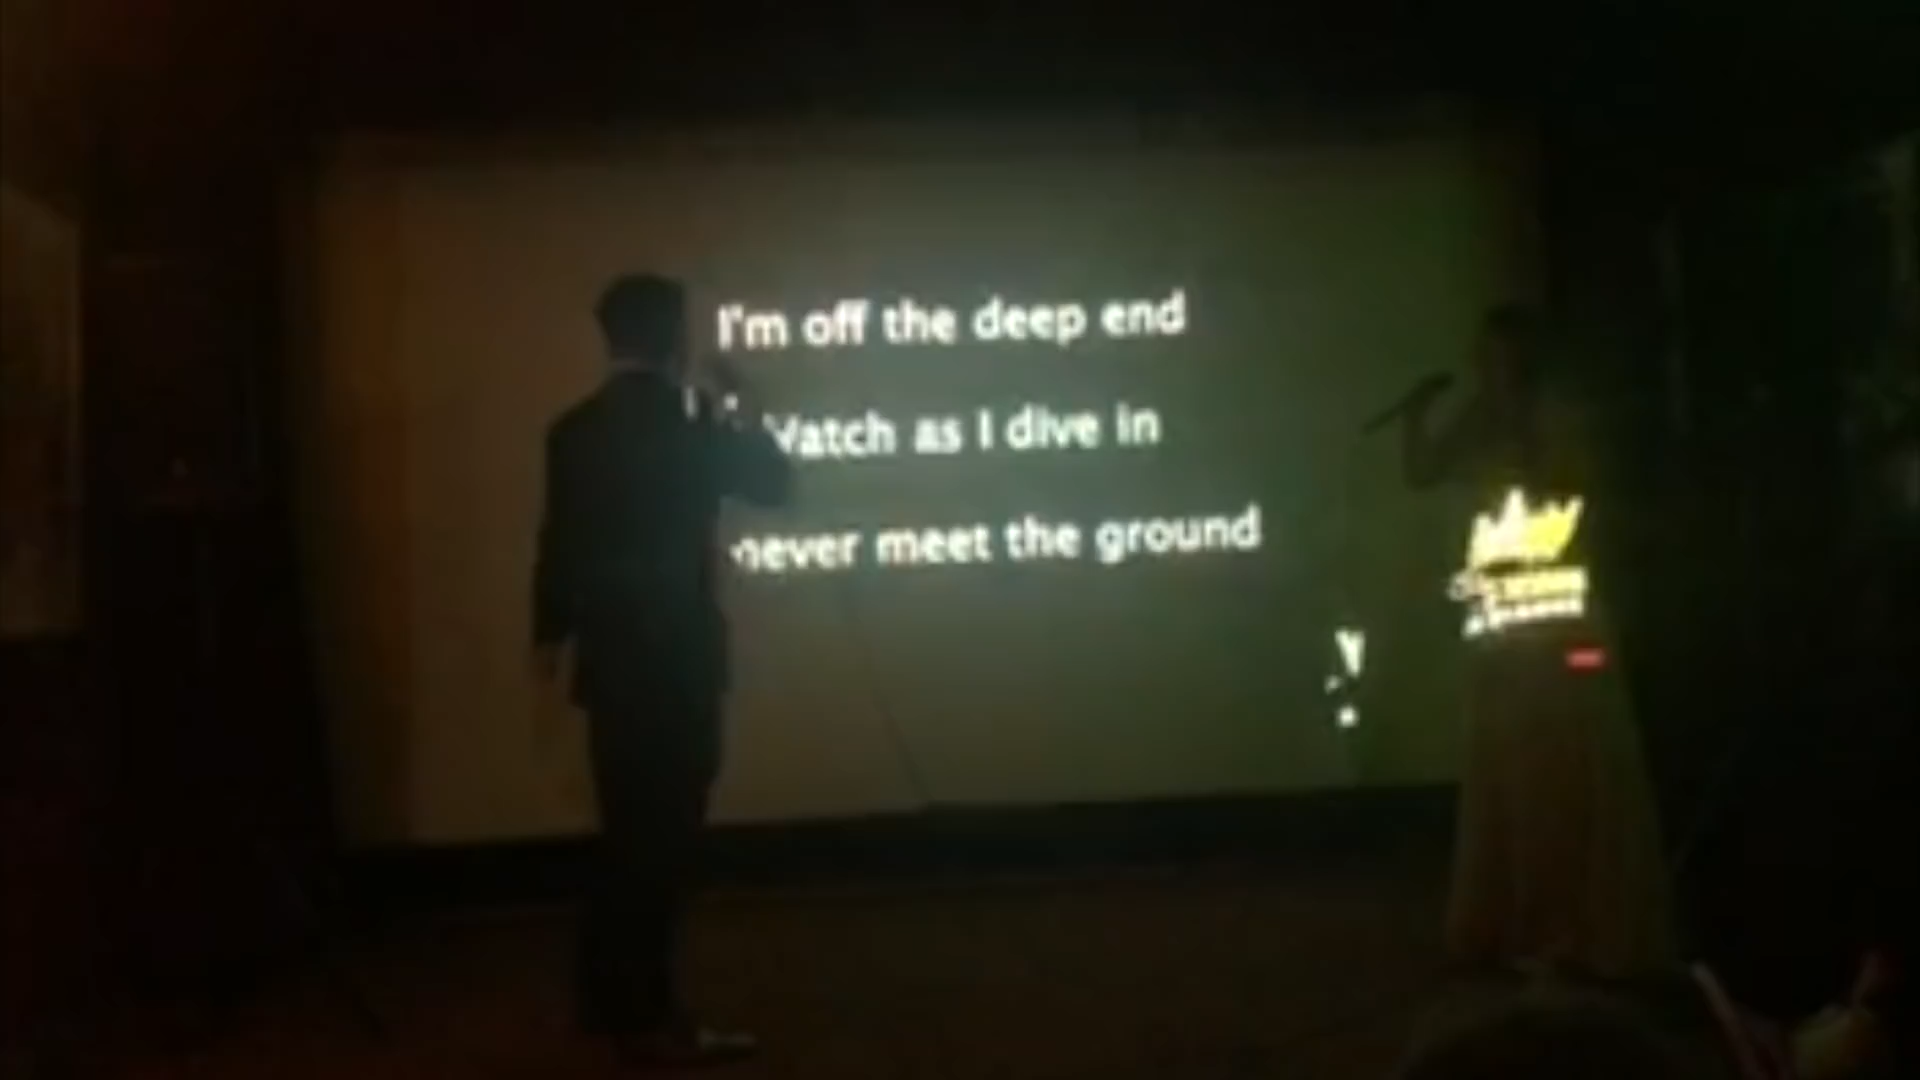 I'm off the deep end
Watch as I dive in
never meet the ground